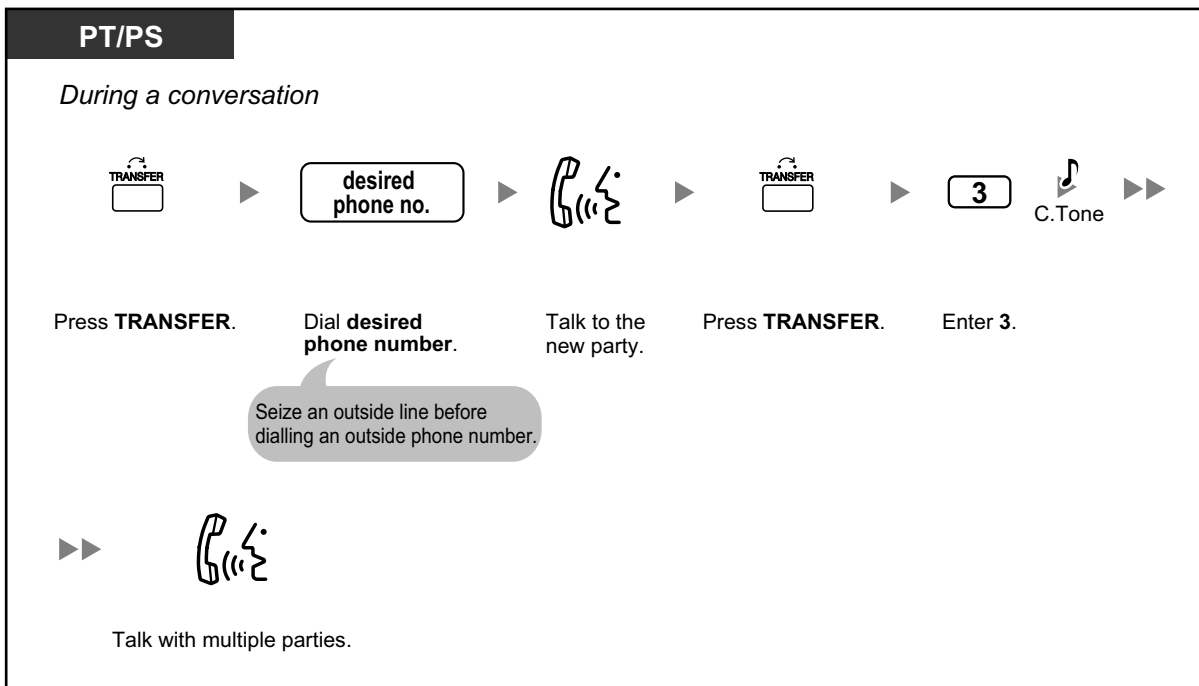 PT/PS
During a conversation
TRANSFER
desired
phone no.
TRANSFER
3
C.Tone
Press TRANSFER.
Dial desired
phone number.
Talk to the
new party.
Press TRANSFER.
Enter 3.
Seize an outside line before
dialling an outside phone number.
Talk with multiple parties.